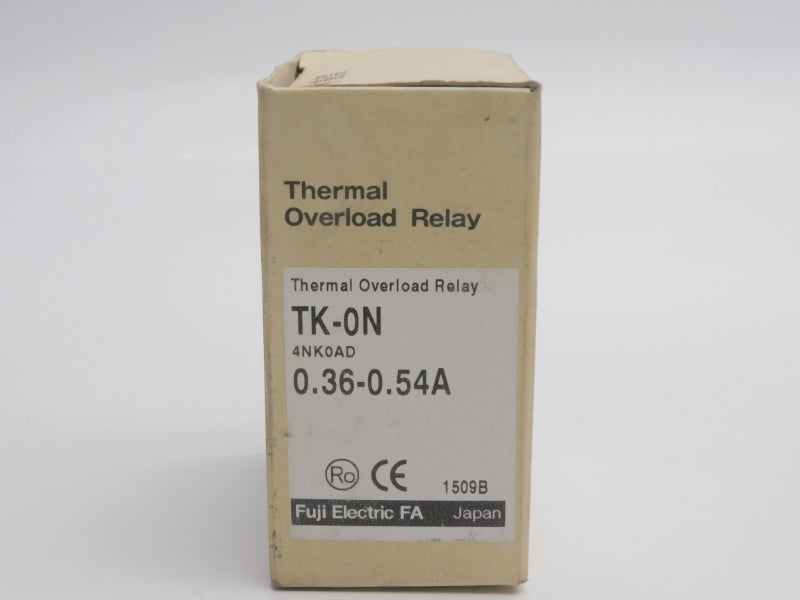 Thermal
Overload Relay
Thermal Overload Relay
TK-0N
4NK0AD
0.36-0.54A
Ro CE 1509B
Fuji Electric FA Japan